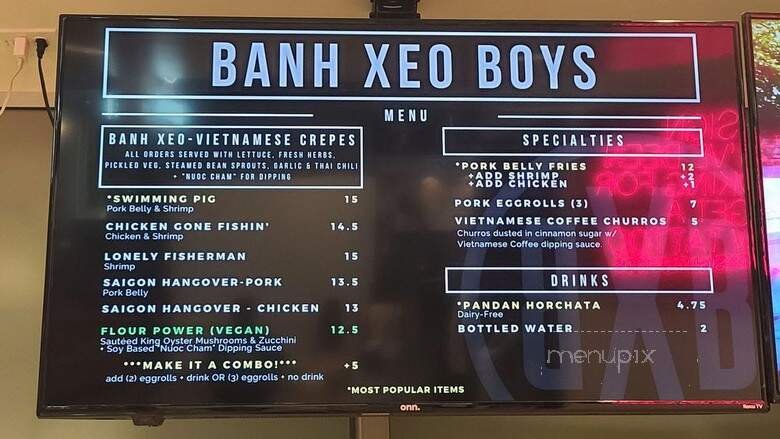 BANH XEO BOYS
MENU
BANH XEO-VIETNAMESE CREPES
ALL ORDERS SERVED WITH LETTUCE, FRESH HERBS,
PICKLED VEG, STEAMED BEAN SPROUTS, GARLIC & THAI CHILI
+ "NUOC CHAM" FOR DIPPING
*SWIMMING PIG 15
Pork Belly & Shrimp
CHICKEN GONE FISHIN' 14.5
Chicken & Shrimp
LONELY FISHERMAN 15
Shrimp
SAIGON HANGOVER-PORK 13.5
Pork Belly
SAIGON HANGOVER - CHICKEN 13
FLOUR POWER (VEGAN) 12.5
Sautéed King Oyster Mushrooms & Zucchini
+ Soy Based "Nuoc Cham" Dipping Sauce
***MAKE IT A COMBO!*** +5
add (2) eggrolls + drink OR (3) eggrolls + no drink
SPECIALTIES
*PORK BELLY FRIES 12
+ADD SHRIMP +2
+ADD CHICKEN +1
PORK EGGROLLS (3) 7
VIETNAMESE COFFEE CHURROS 5
Churros dusted in cinnamon sugar w/
Vietnamese Coffee dipping sauce.
DRINKS
*PANDAN HORCHATA 4.75
Dairy-Free
BOTTLED WATER 2
menupix
*MOST POPULAR ITEMS
onn.
Roku TV